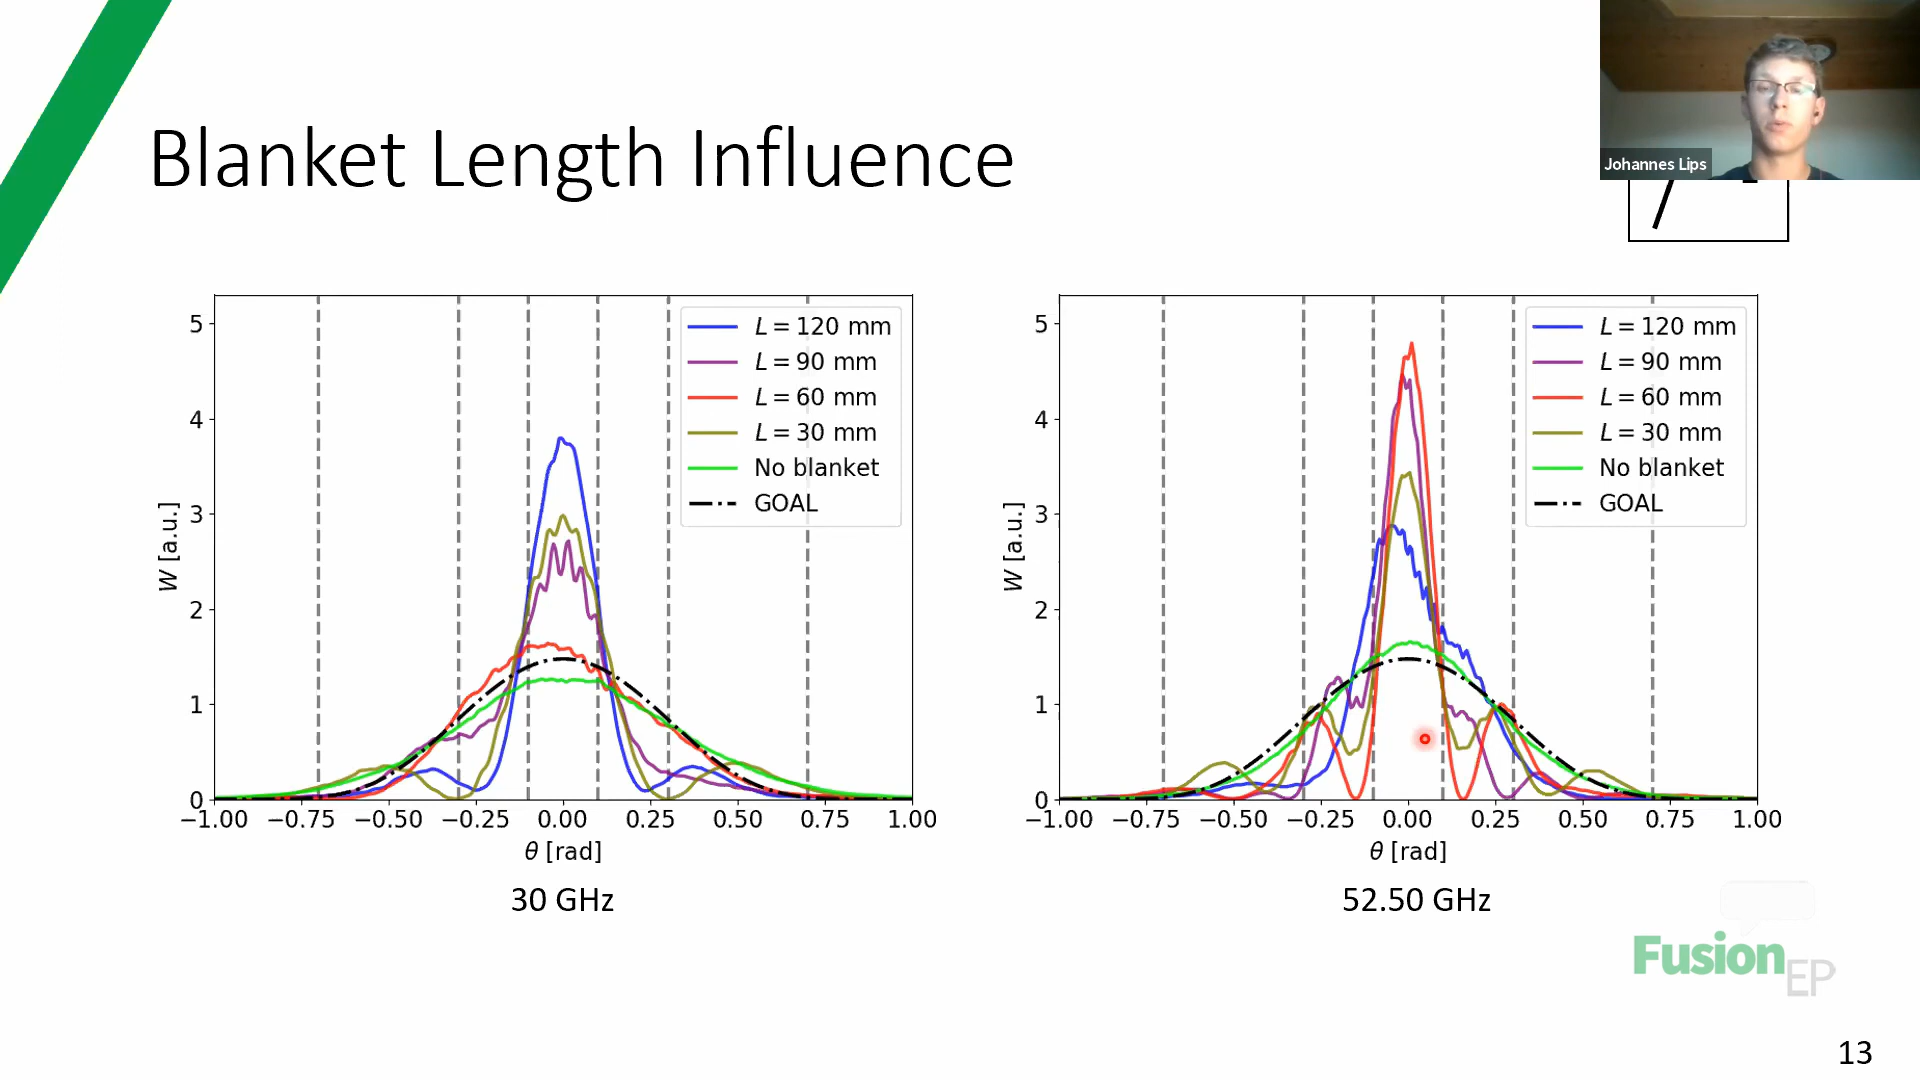 Johannes Lips
Blanket Length Influence
L = 120 mm
L = 90 mm
L = 60 mm
L = 30 mm
No blanket
GOAL
W [a.u.]
5
4
3
2
1
0
−1.00 −0.75 −0.50 −0.25 0.00 0.25 0.50 0.75 1.00
θ [rad]
30 GHz
L = 120 mm
L = 90 mm
L = 60 mm
L = 30 mm
No blanket
GOAL
W [a.u.]
5
4
3
2
1
0
−1.00 −0.75 −0.50 −0.25 0.00 0.25 0.50 0.75 1.00
θ [rad]
52.50 GHz
FusionEP
13